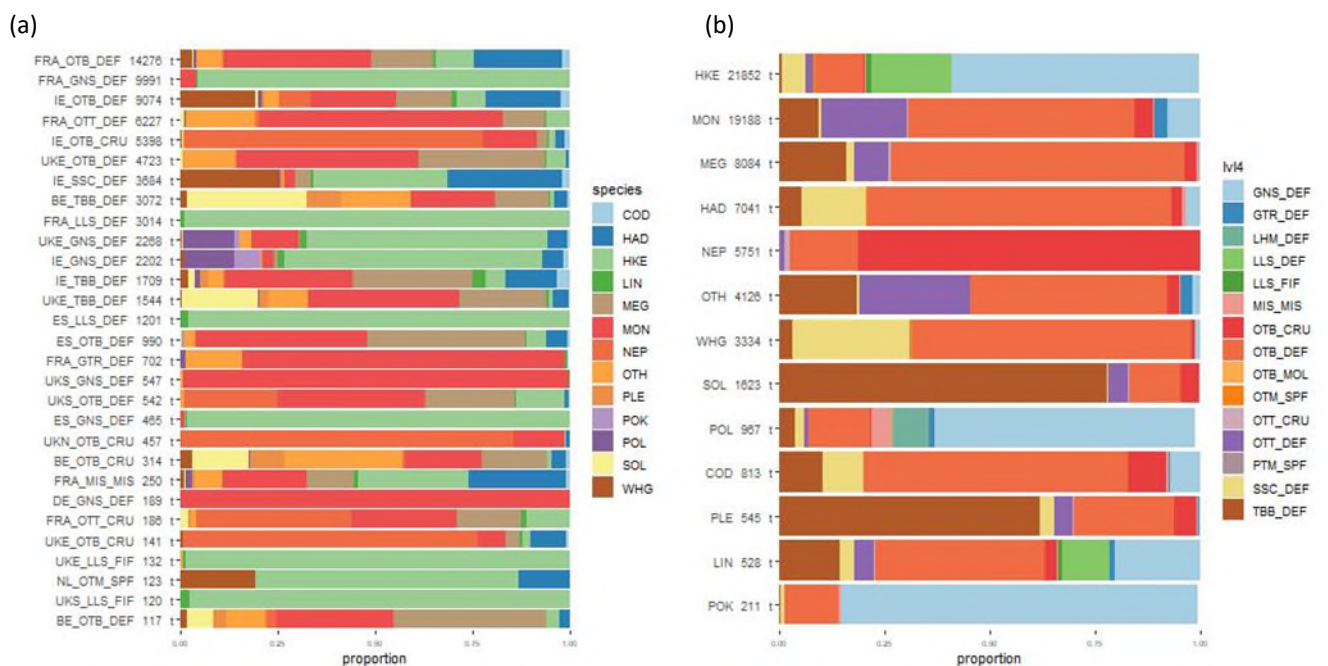 (a)
FRA_OTB_DEF 14276 t
FRA_GNS_DEF 9991 t
IE_OTB_DEF 9074 t
FRA_OTT_DEF 6227 t
IE_OTB_CRU 5398 t
UKE_OTB_DEF 4723 t
IE_SSC_DEF 3684 t
BE_TBB_DEF 3072 t
FRA_LLS_DEF 3014 t
UKE_GNS_DEF 2268 t
IE_GNS_DEF 2202 t
IE_TBB_DEF 1709 t
UKE_TBB_DEF 1544 t
ES_LLS_DEF 1201 t
ES_OTB_DEF 990 t
FRA_GTR_DEF 702 t
UKS_GNS_DEF 547 t
UKS_OTB_DEF 542 t
ES_GNS_DEF 465 t
UKN_OTB_CRU 457 t
BE_OTB_CRU 314 t
FRA_MIS_MIS 250 t
DE_GNS_DEF 189 t
FRA_OTT_CRU 186 t
UKE_OTB_CRU 141 t
UKE_LLS_FIF 132 t
NL_OTM_SPF 123 t
UKS_LLS_FIF 120 t
BE_OTB_DEF 117 t
0.00 0.25 0.50 0.75 1.00
proportion
species
COD
HAD
HKE
LIN
MEG
MON
NEP
OTH
PLE
POK
POL
SOL
WHG
(b)
HKE 21852 t
MON 19188 t
MEG 8084 t
HAD 7041 t
NEP 5751 t
OTH 4126 t
WHG 3334 t
SOL 1623 t
POL 967 t
COD 813 t
PLE 545 t
LIN 528 t
POK 211 t
0.00 0.25 0.50 0.75 1.00
proportion
lvl4
GNS_DEF
GTR_DEF
LHM_DEF
LLS_DEF
LLS_FIF
MIS_MIS
OTB_CRU
OTB_DEF
OTB_MOL
OTM_SPF
OTT_CRU
OTT_DEF
PTM_SPF
SSC_DEF
TBB_DEF